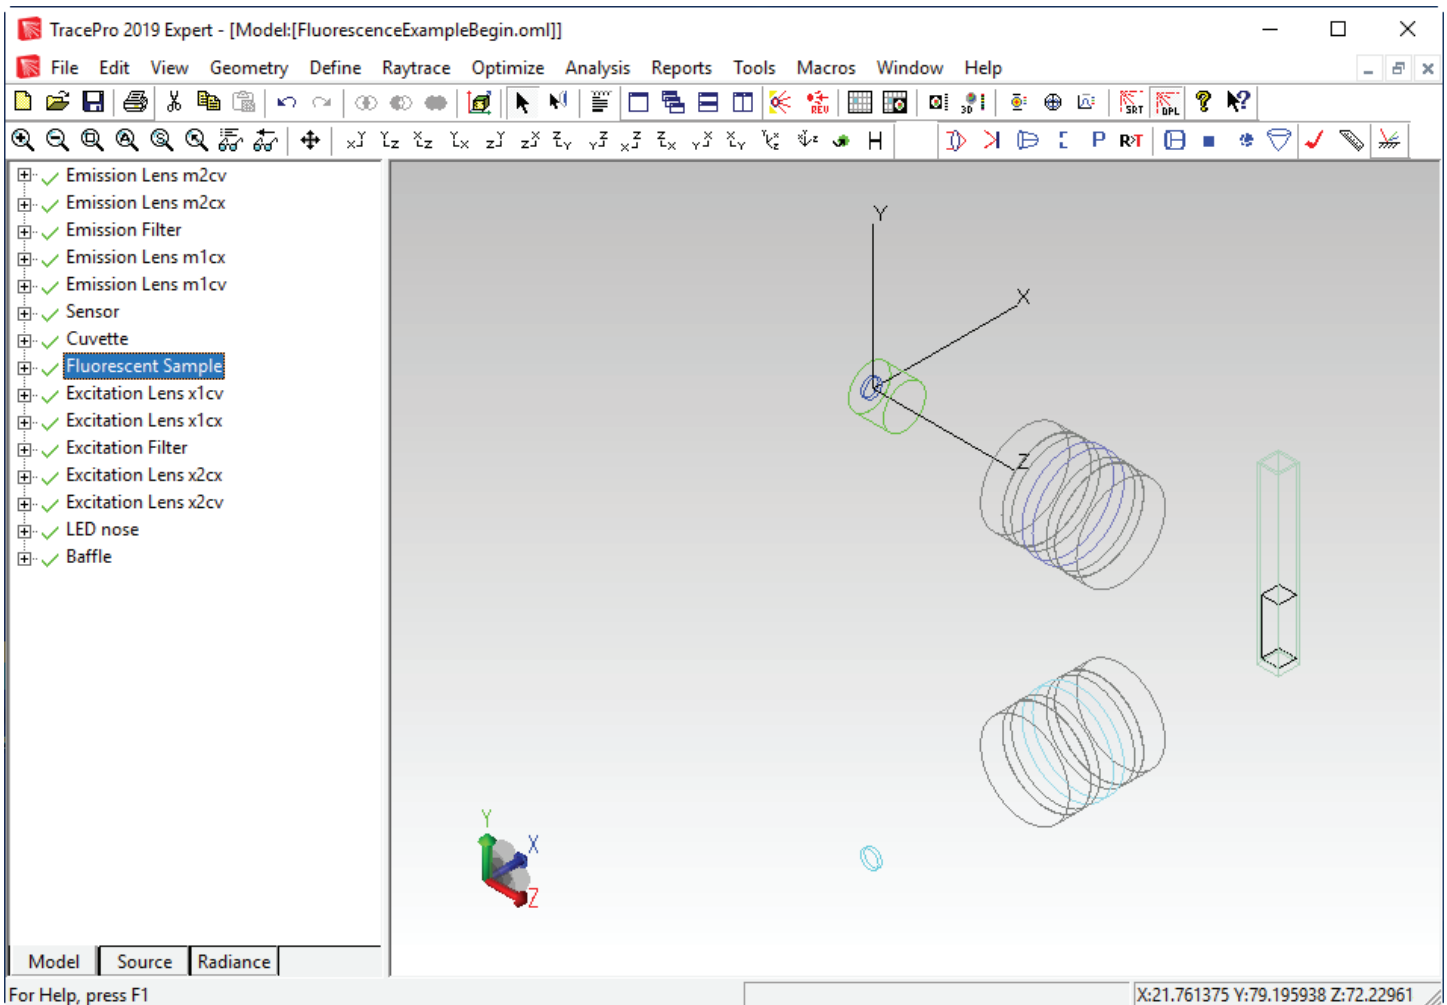 TracePro 2019 Expert - [Model:[FluorescenceExampleBegin.oml]]
File Edit View Geometry Define Raytrace Optimize Analysis Reports Tools Macros Window Help
Emission Lens m2cv
Emission Lens m2cx
Emission Filter
Emission Lens m1cx
Emission Lens m1cv
Sensor
Cuvette
Fluorescent Sample
Excitation Lens x1cv
Excitation Lens x1cx
Excitation Filter
Excitation Lens x2cx
Excitation Lens x2cv
LED nose
Baffle
Y
X
Z
Y
X
Z
Model Source Radiance
For Help, press F1
X:21.761375 Y:79.195938 Z:72.22961